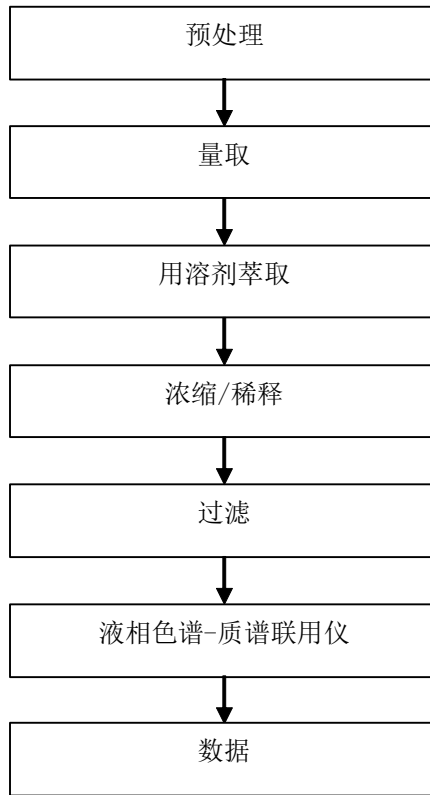 预处理
量取
用溶剂萃取
浓缩/稀释
过滤
液相色谱-质谱联用仪
数据